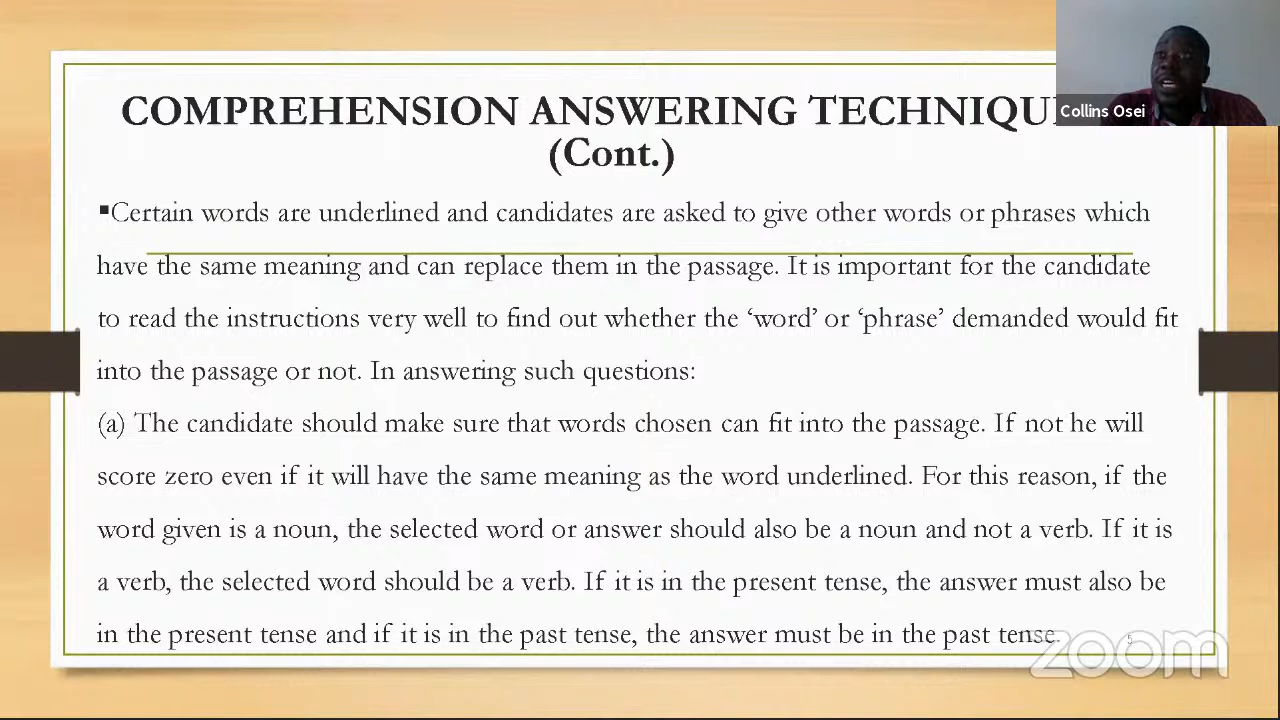 COMPREHENSION ANSWERING TECHNIQU
(Cont.)
Collins Osei
▪Certain words are underlined and candidates are asked to give other words or phrases which
have the same meaning and can replace them in the passage. It is important for the candidate
to read the instructions very well to find out whether the ‘word’ or ‘phrase’ demanded would fit
into the passage or not. In answering such questions:
(a) The candidate should make sure that words chosen can fit into the passage. If not he will
score zero even if it will have the same meaning as the word underlined. For this reason, if the
word given is a noun, the selected word or answer should also be a noun and not a verb. If it is
a verb, the selected word should be a verb. If it is in the present tense, the answer must also be
in the present tense and if it is in the past tense, the answer must be in the past tense.
5
zoom